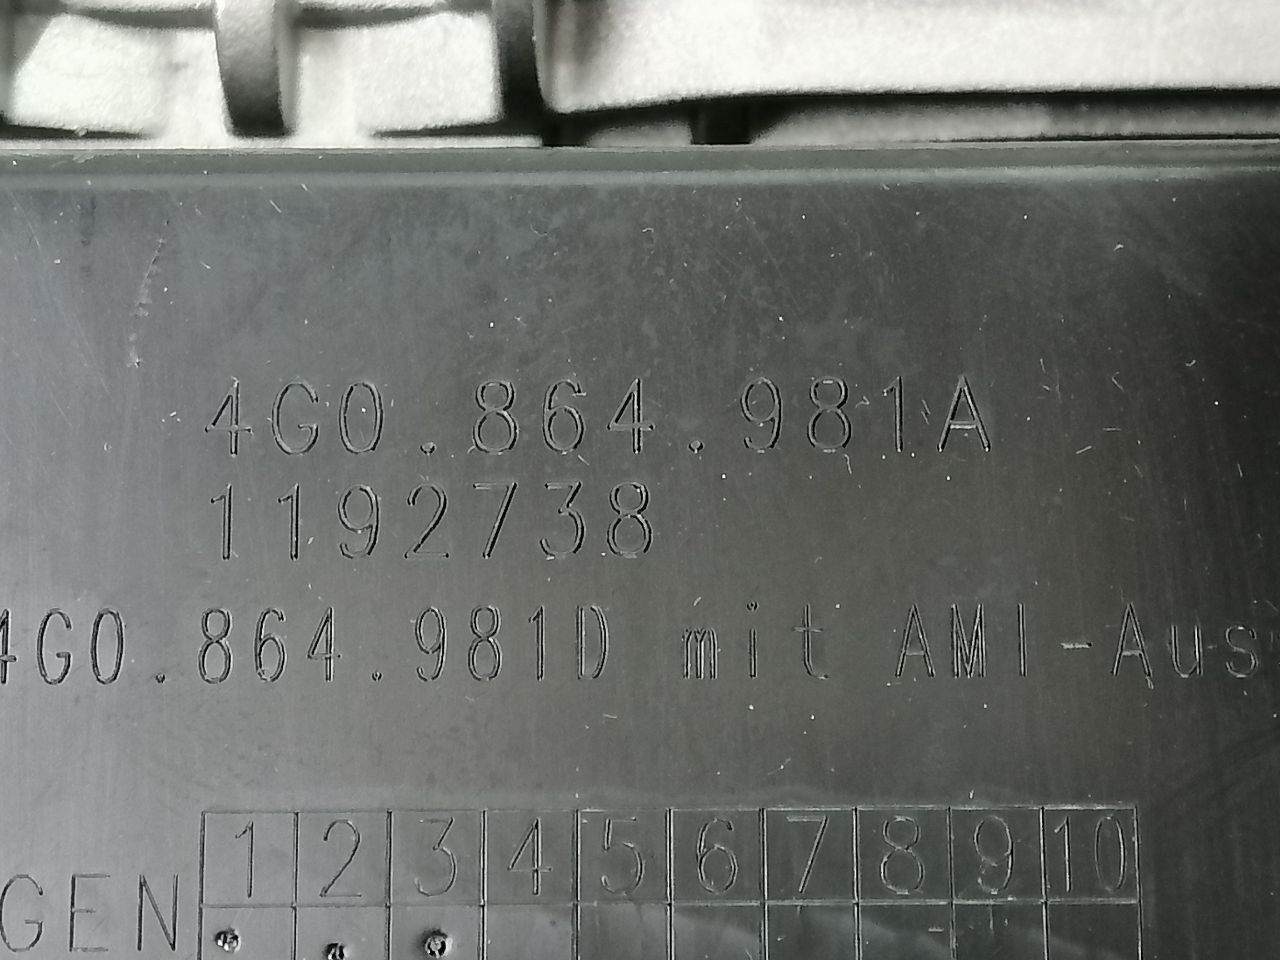 4G0.864.981A
1192738
4G0.864.981D mit AMI-Aus
1 2 3 4 5 6 7 8 9 10
GEN